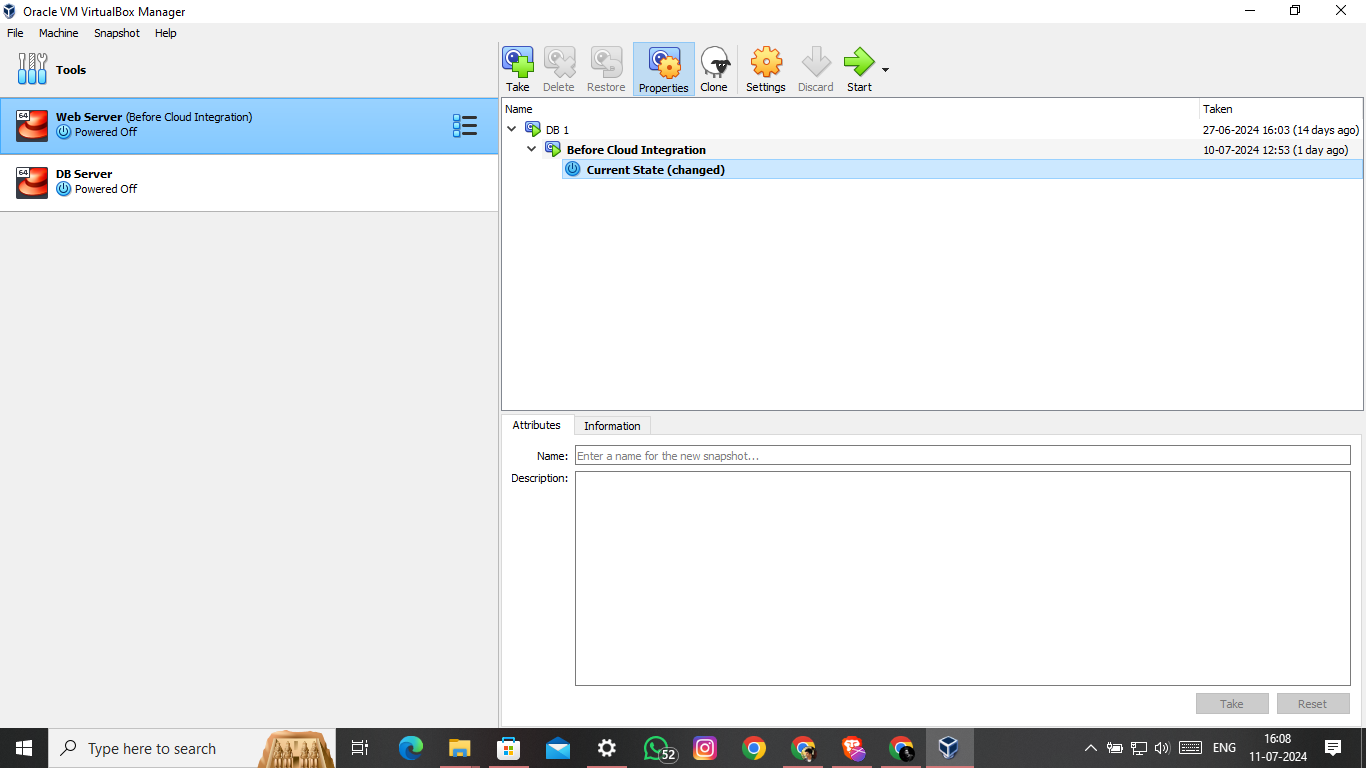 Oracle VM VirtualBox Manager
File Machine Snapshot Help
Tools
Take Delete Restore Properties Clone Settings Discard Start
64
Web Server (Before Cloud Integration)
Powered Off
64
DB Server
Powered Off
Name Taken
DB 1 27-06-2024 16:03 (14 days ago)
Before Cloud Integration 10-07-2024 12:53 (1 day ago)
Current State (changed)
Attributes Information
Name: Enter a name for the new snapshot...
Description:
Take Reset
Type here to search 52 ENG 16:08
11-07-2024